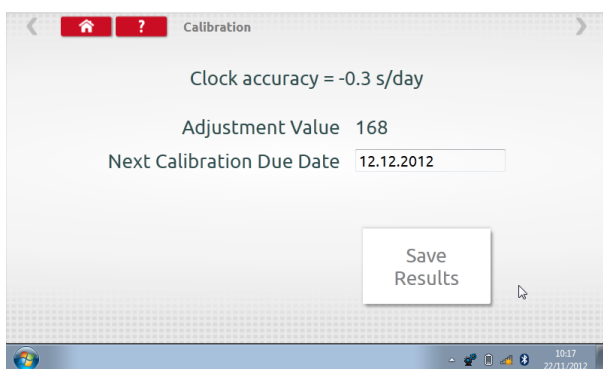 ? Calibration
Clock accuracy = -0.3 s/day
Adjustment Value 168
Next Calibration Due Date 12.12.2012
Save
Results
10:17
22/11/2012